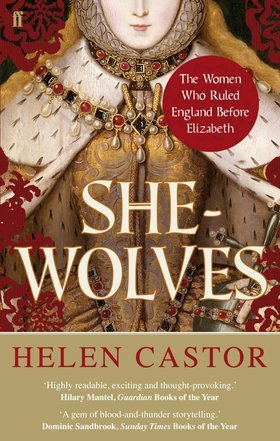 ff
The Women
Who Ruled
England Before
Elizabeth
SHE-
WOLVES
HELEN CASTOR
‘Highly readable, exciting and thought-provoking.’
Hilary Mantel, Guardian Books of the Year
‘A gem of blood-and-thunder storytelling.’
Dominic Sandbrook, Sunday Times Books of the Year